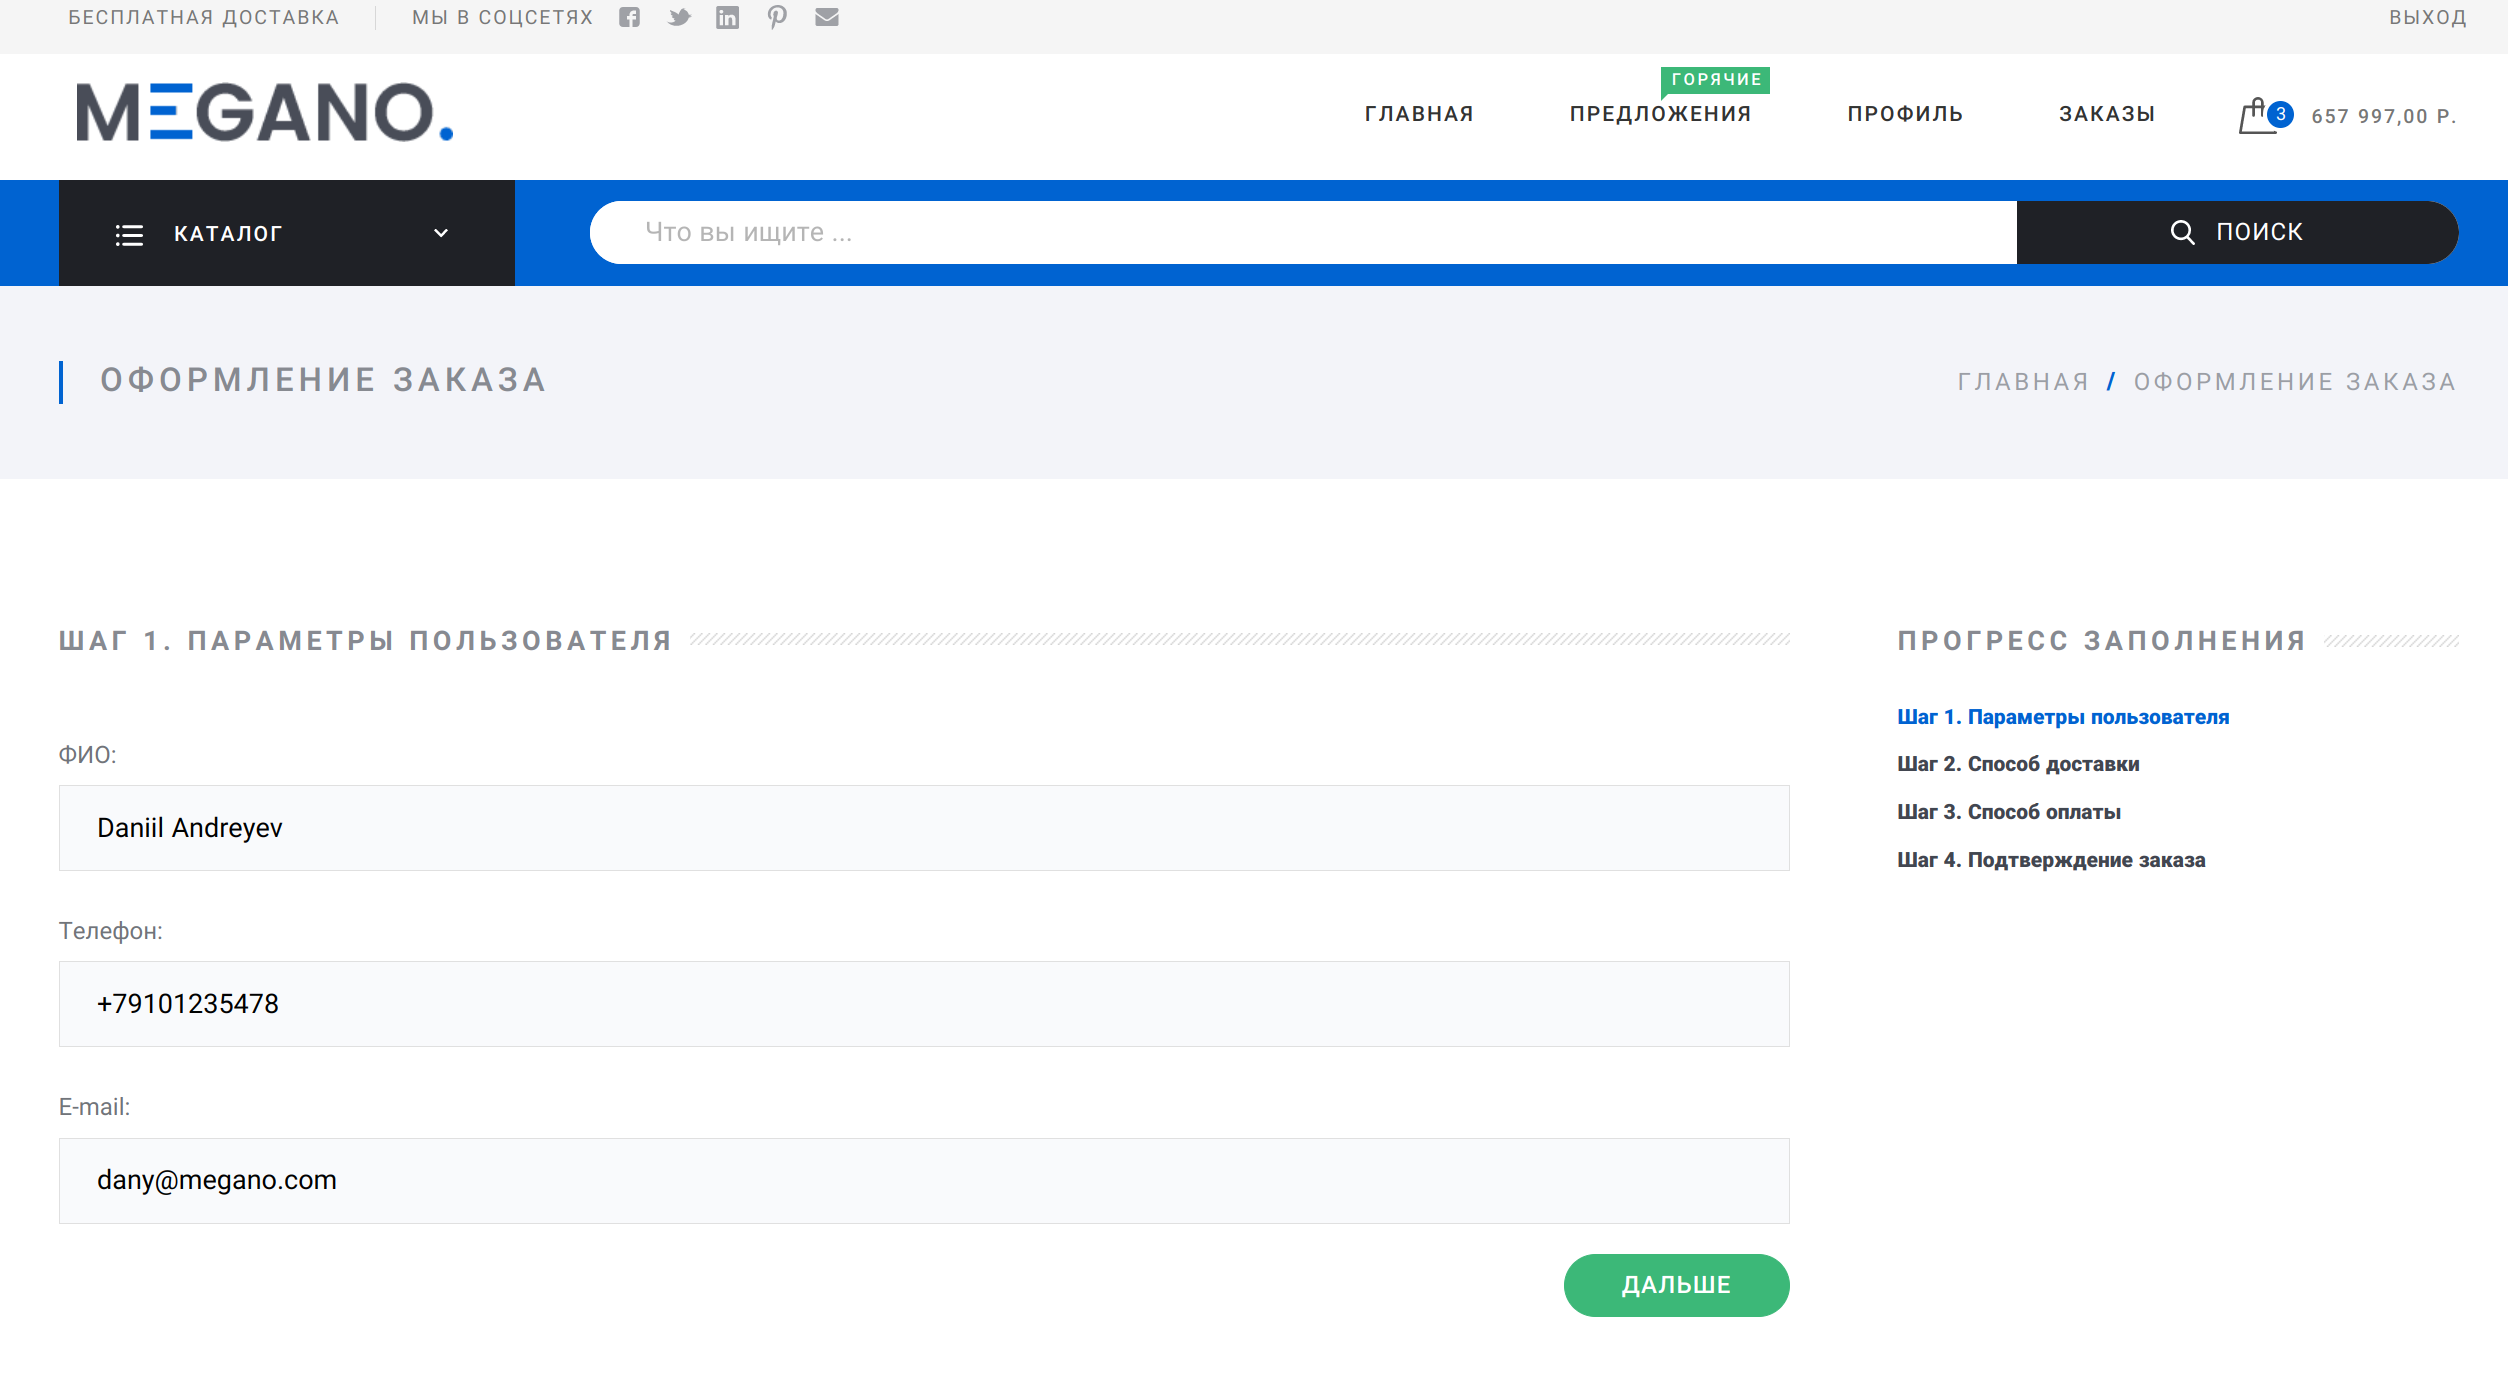 БЕСПЛАТНАЯ ДОСТАВКА
МЫ В СОЦСЕТЯХ
ВЫХОД
MEGANO.
ГЛАВНАЯ
ГОРЯЧИЕ
ПРЕДЛОЖЕНИЯ
ПРОФИЛЬ
ЗАКАЗЫ
3
657 997,00 Р.
КАТАЛОГ
Что вы ищите ...
ПОИСК
ОФОРМЛЕНИЕ ЗАКАЗА
ГЛАВНАЯ / ОФОРМЛЕНИЕ ЗАКАЗА
ШАГ 1. ПАРАМЕТРЫ ПОЛЬЗОВАТЕЛЯ
ФИО:
Daniil Andreyev
Телефон:
+79101235478
E-mail:
dany@megano.com
ДАЛЬШЕ
ПРОГРЕСС ЗАПОЛНЕНИЯ
Шаг 1. Параметры пользователя
Шаг 2. Способ доставки
Шаг 3. Способ оплаты
Шаг 4. Подтверждение заказа